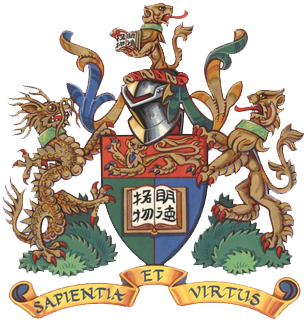 明德
格物
SAPIENTIA ET VIRTUS